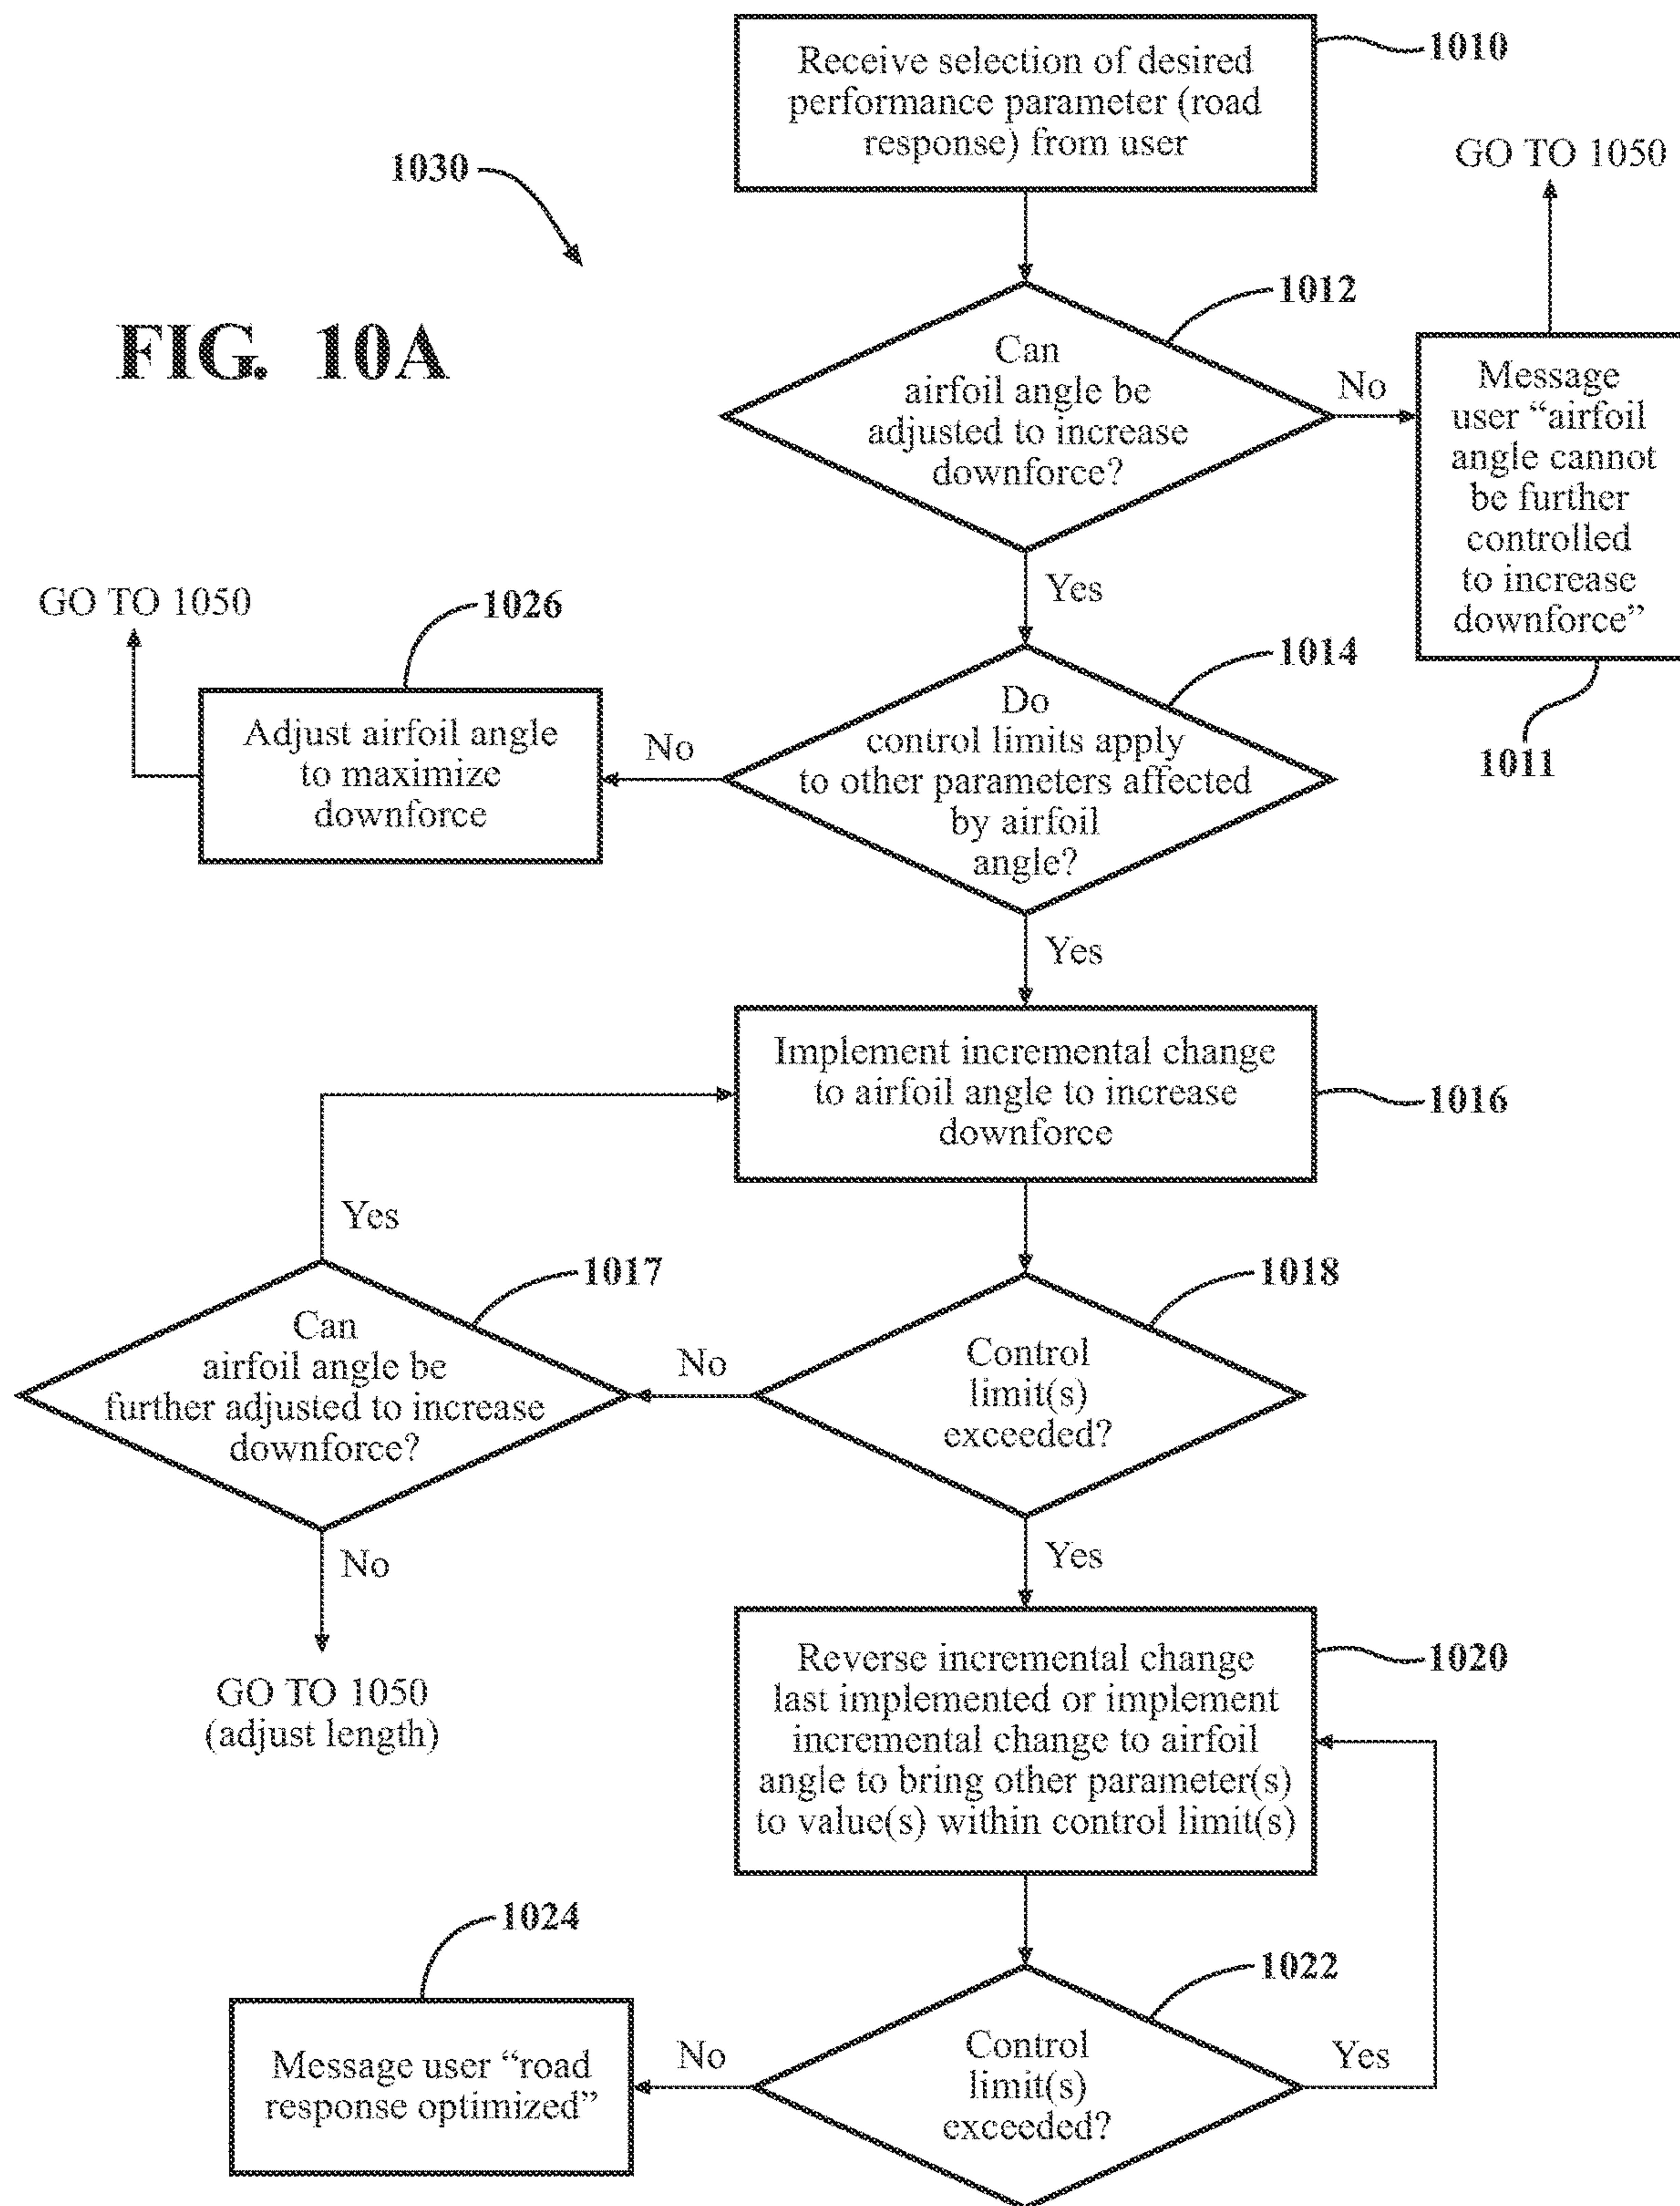 Receive selection of desired
performance parameter (road
response) from user
1010
1030
GO TO 1050
FIG. 10A
1012
Can
airfoil angle be
adjusted to increase
downforce?
No
Message
user “airfoil
angle cannot
be further
controlled
to increase
downforce”
1011
Yes
GO TO 1050
1026
Adjust airfoil angle
to maximize
downforce
No
1014
Do
control limits apply
to other parameters affected
by airfoil
angle?
Yes
Implement incremental change
to airfoil angle to increase
downforce
1016
Yes
1017
Can
airfoil angle be
further adjusted to increase
downforce?
No
1018
Control
limit(s)
exceeded?
No
GO TO 1050
(adjust length)
Yes
Reverse incremental change
last implemented or implement
incremental change to airfoil
angle to bring other parameter(s)
to value(s) within control limit(s)
1020
1024
Message user “road
response optimized”
No
1022
Control
limit(s)
exceeded?
Yes